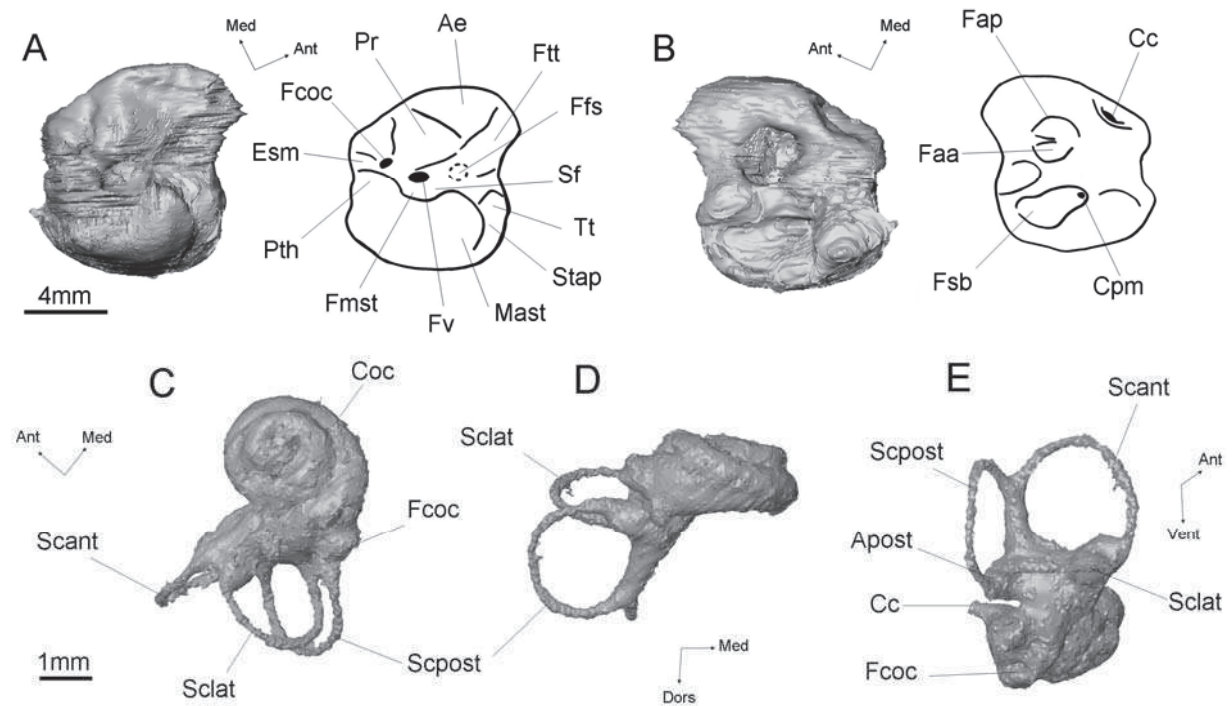 A
Med
Ant
Pr
Ae
Ftt
Fcoc
Ffs
Esm
Sf
Pth
Tt
Stap
Fmst
Fv
Mast
4mm
B
Med
Ant
Fap
Cc
Faa
Fsb
Cpm
C
Coc
Ant
Med
Fcoc
Scant
Sclat
Scpost
1mm
D
Sclat
Med
Dors
E
Scant
Scpost
Ant
Vent
Apost
Cc
Sclat
Fcoc